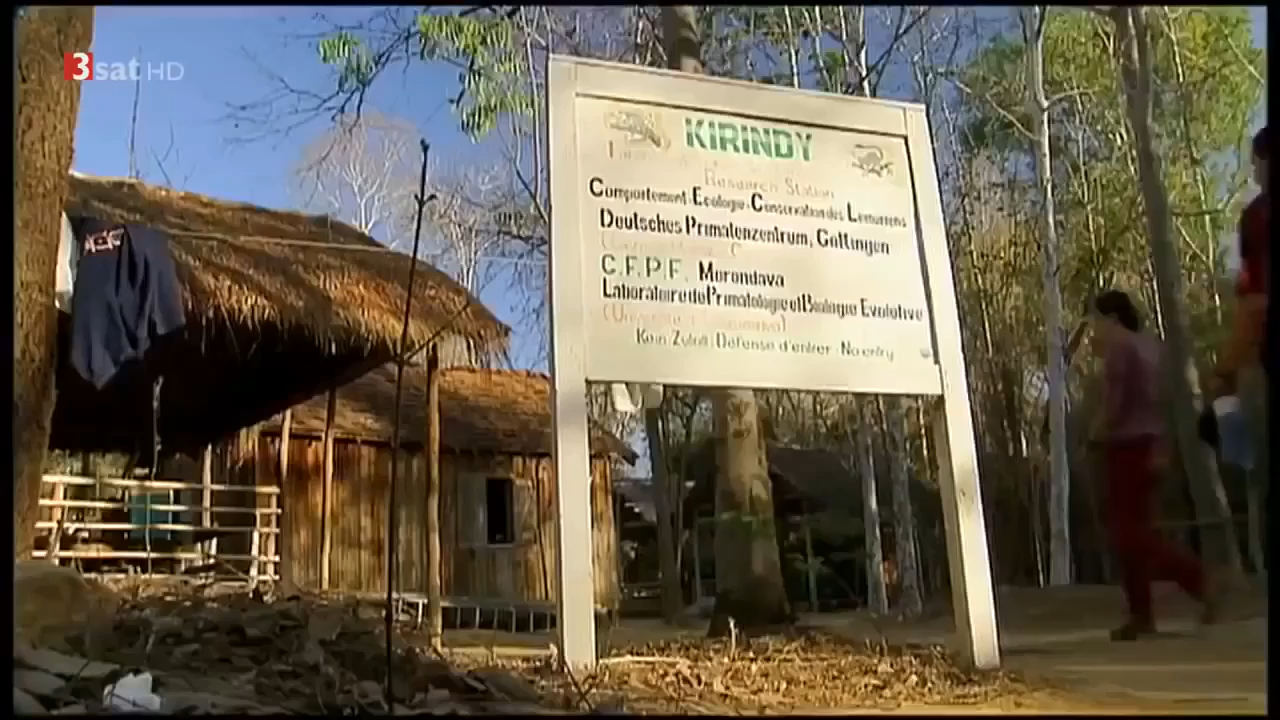 3sat HD
KIRINDY
Research Station
Comportement-Ecologie-Conservation des Lemuriens
Deutsches Primatenzentrum, Göttingen
C.F.P.F. Morondava
Laboratoire de Primatologie et Biologie Evolutive
Kein Zutritt - Defense d'entrer - No entry